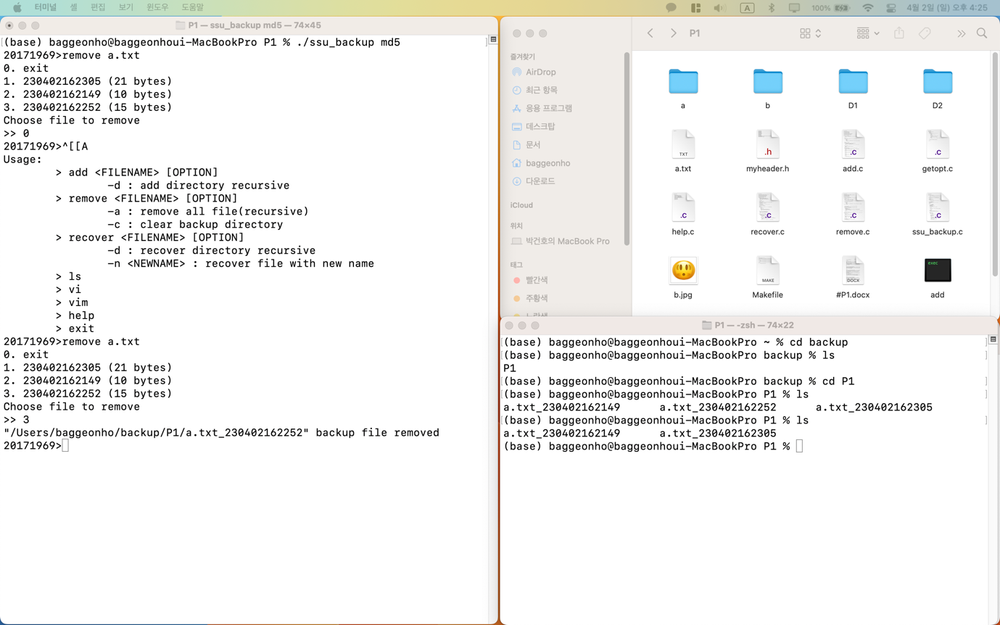 터미널 셸 편집 보기 윈도우 도움말 A 100% 4월 2일 (일) 오후 4:25
P1 — ssu_backup md5 — 74×45
(base) baggeonho@baggeonhoui-MacBookPro P1 % ./ssu_backup md5
20171969>remove a.txt
0. exit
1. 230402162305 (21 bytes)
2. 230402162149 (10 bytes)
3. 230402162252 (15 bytes)
Choose file to remove
>> 0
20171969>^[[A
Usage:
> add <FILENAME> [OPTION]
-d : add directory recursive
> remove <FILENAME> [OPTION]
-a : remove all file(recursive)
-c : clear backup directory
> recover <FILENAME> [OPTION]
-d : recover directory recursive
-n <NEWNAME> : recover file with new name
> ls
> vi
> vim
> help
> exit
20171969>remove a.txt
0. exit
1. 230402162305 (21 bytes)
2. 230402162149 (10 bytes)
3. 230402162252 (15 bytes)
Choose file to remove
>> 3
"/Users/baggeonho/backup/P1/a.txt_230402162252" backup file removed
20171969>
P1
즐겨찾기
AirDrop
최근 항목
응용 프로그램
데스크탑
문서
baggeonho
다운로드
iCloud
위치
박건호의 MacBook Pro
태그
빨간색
주황색
노란색
a b D1 D2
TXT .h .c .c
a.txt myheader.h add.c getopt.c
.c .c .c .c
help.c recover.c remove.c ssu_backup.c
MAKE DOCX exec
b.jpg Makefile #P1.docx add
P1 — -zsh — 74×22
(base) baggeonho@baggeonhoui-MacBookPro ~ % cd backup
(base) baggeonho@baggeonhoui-MacBookPro backup % ls
P1
(base) baggeonho@baggeonhoui-MacBookPro backup % cd P1
(base) baggeonho@baggeonhoui-MacBookPro P1 % ls
a.txt_230402162149 a.txt_230402162252 a.txt_230402162305
(base) baggeonho@baggeonhoui-MacBookPro P1 % ls
a.txt_230402162149 a.txt_230402162305
(base) baggeonho@baggeonhoui-MacBookPro P1 %